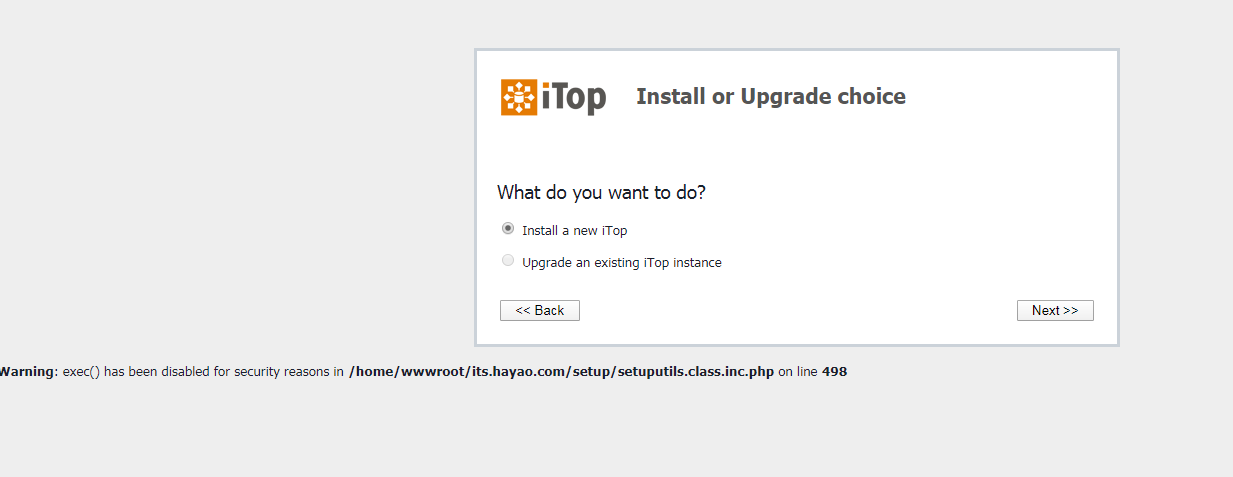 iTop Install or Upgrade choice
What do you want to do?
Install a new iTop
Upgrade an existing iTop instance
<< Back Next >>
Warning: exec() has been disabled for security reasons in /home/wwwroot/its.hayao.com/setup/setuputils.class.inc.php on line 498